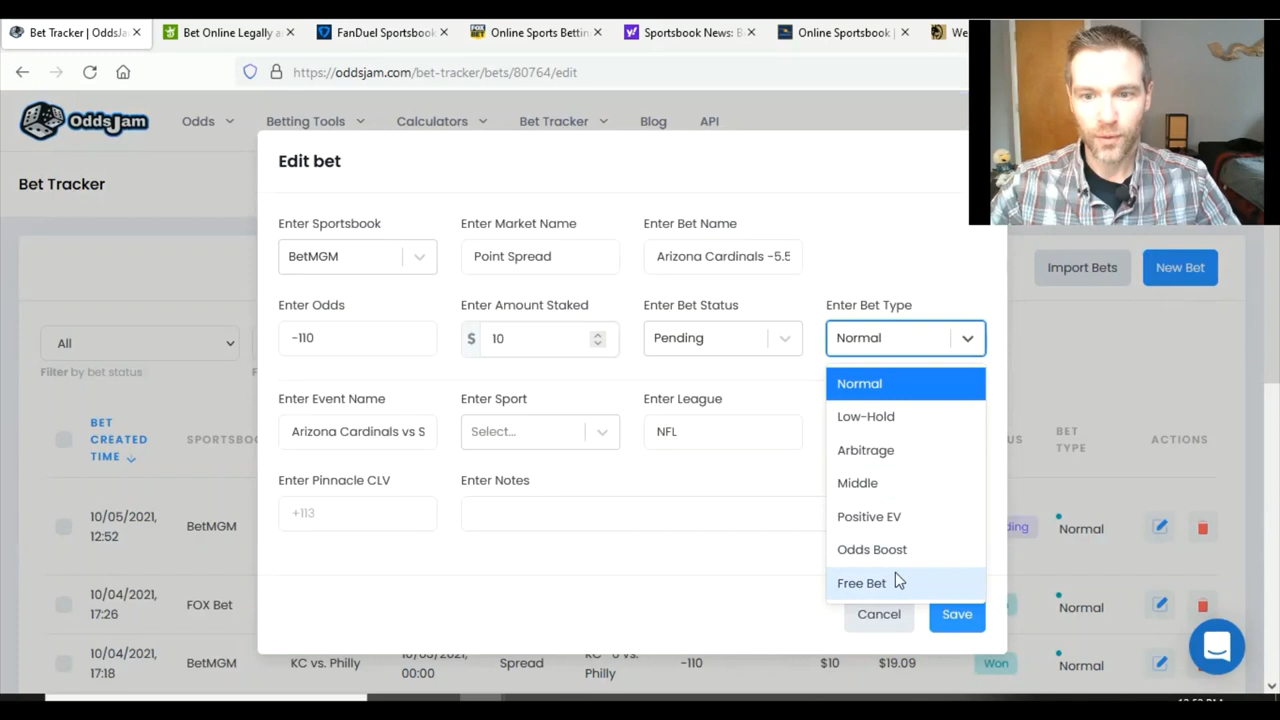 Bet Tracker | OddsJa
Bet Online Legally a
FanDuel Sportsbook
FOX BET
Online Sports Bettin
Sportsbook News: B
Online Sportsbook |
We
https://oddsjam.com/bet-tracker/bets/80764/edit
OddsJam
Odds
Betting Tools
Calculators
Bet Tracker
Blog
API
Bet Tracker
Edit bet
Enter Sportsbook
Enter Market Name
Enter Bet Name
BetMGM
Point Spread
Arizona Cardinals -5.5
Import Bets
New Bet
Enter Odds
Enter Amount Staked
Enter Bet Status
Enter Bet Type
-110
$ 10
Pending
Normal
All
Filter by bet status
F
Normal
Low-Hold
Arbitrage
Middle
Positive EV
Odds Boost
Free Bet
Enter Event Name
Enter Sport
Enter League
Arizona Cardinals vs S
Select...
NFL
BET CREATED TIME
SPORTSBOO
US
BET TYPE
ACTIONS
Enter Pinnacle CLV
Enter Notes
+113
10/05/2021, 12:52
BetMGM
ding
Normal
Cancel
Save
10/04/2021, 17:26
FOX Bet
Normal
10/04/2021, 17:18
BetMGM
KC vs. Philly
00:00
Spread
Philly
-110
$10
$19.09
Won
Normal